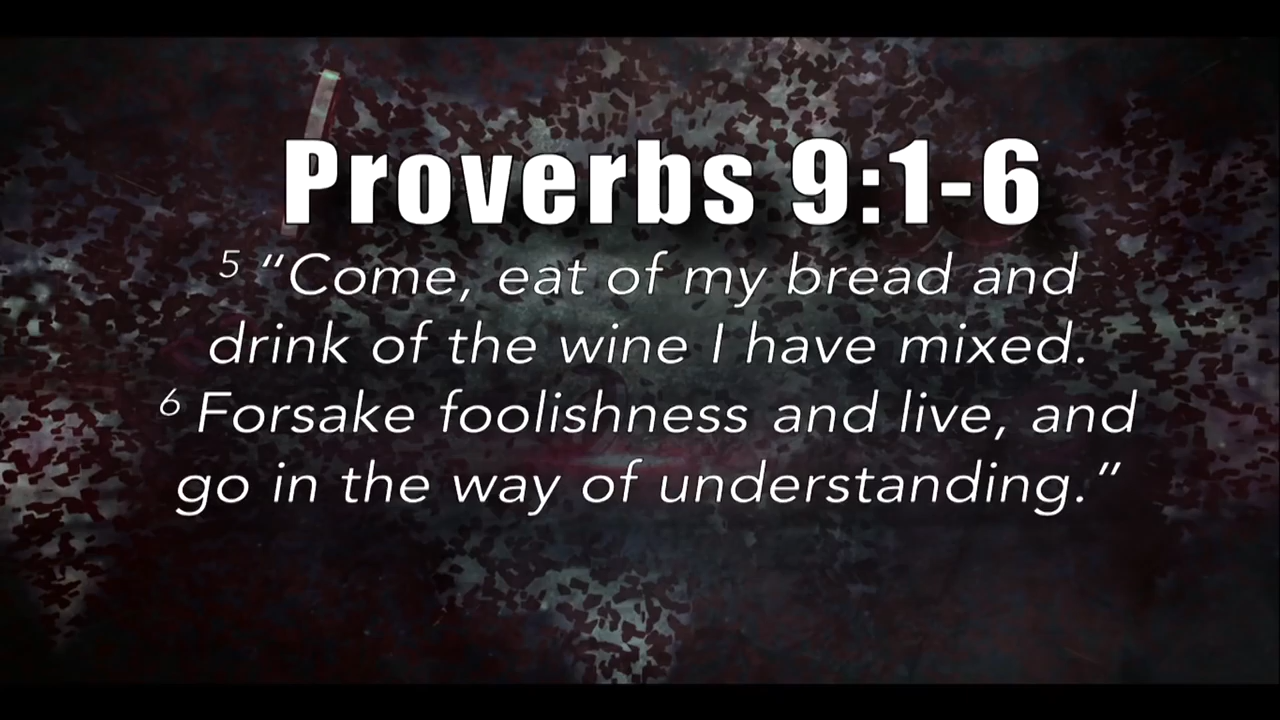 Proverbs 9:1-6
5 “Come, eat of my bread and
drink of the wine I have mixed.
6 Forsake foolishness and live, and
go in the way of understanding.”